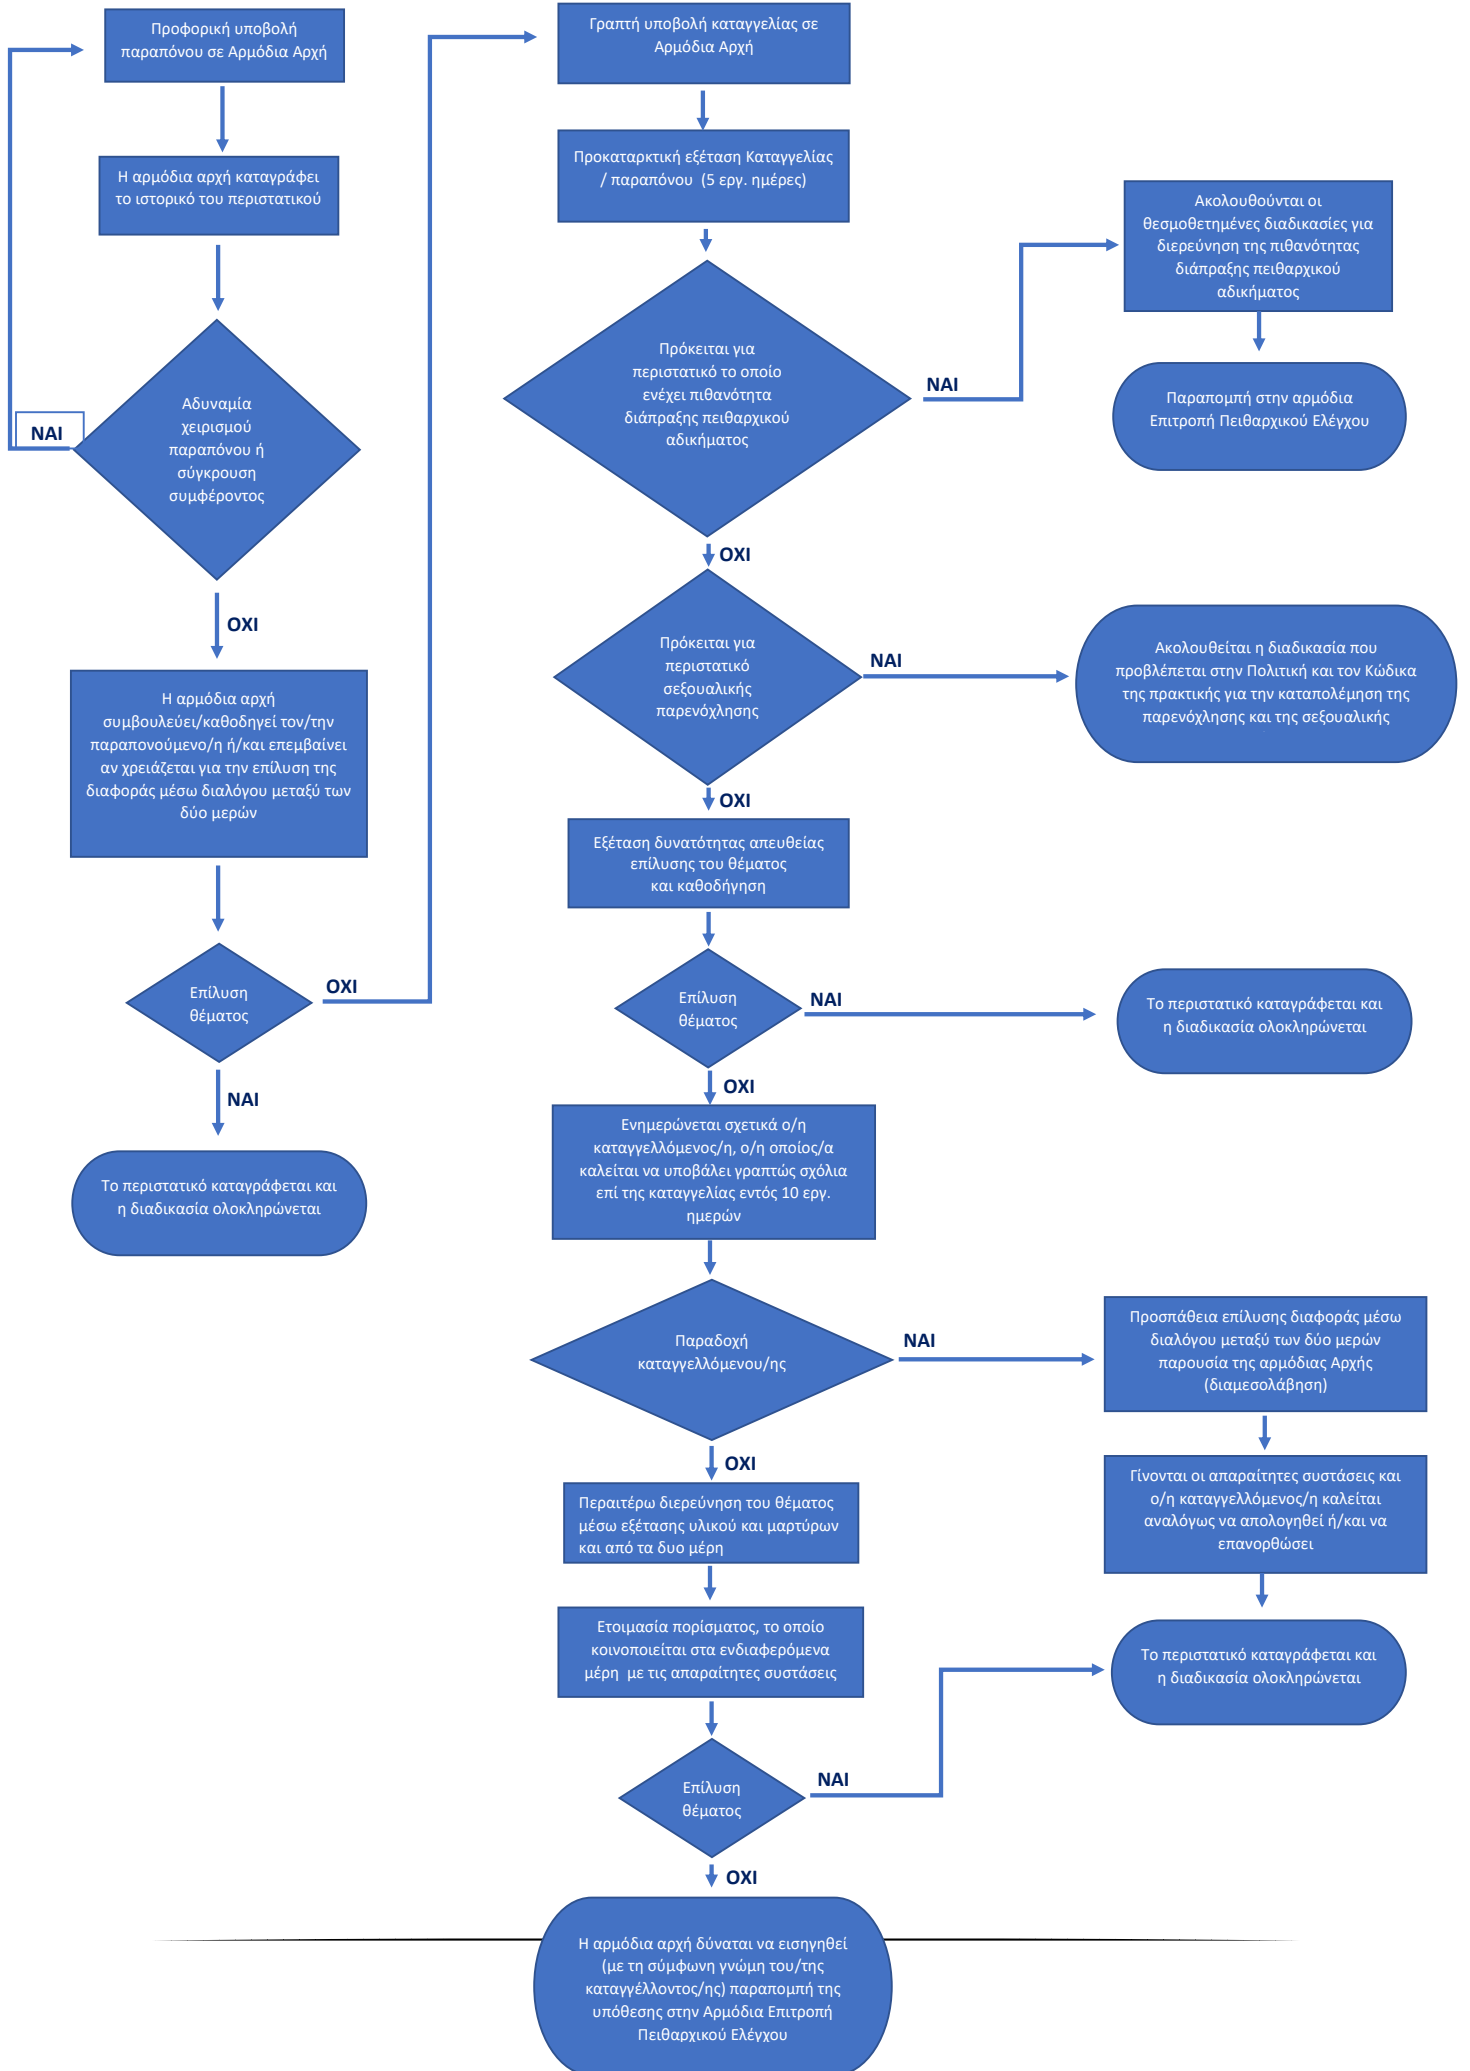 Προφορική υποβολή
παραπόνου σε Αρμόδια Αρχή
Η αρμόδια αρχή καταγράφει
το ιστορικό του περιστατικού
Αδυναμία
χειρισμού
παραπόνου ή
σύγκρουση
συμφέροντος
ΝΑΙ
ΟΧΙ
Η αρμόδια αρχή
συμβουλεύει/καθοδηγεί τον/την
παραπονούμενο/η ή/και επεμβαίνει
αν χρειάζεται για την επίλυση της
διαφοράς μέσω διαλόγου μεταξύ των
δύο μερών
Επίλυση
θέματος
ΟΧΙ
ΝΑΙ
Το περιστατικό καταγράφεται και
η διαδικασία ολοκληρώνεται
Γραπτή υποβολή καταγγελίας σε
Αρμόδια Αρχή
Προκαταρκτική εξέταση Καταγγελίας
/ παραπόνου (5 εργ. ημέρες)
Πρόκειται για
περιστατικό το οποίο
ενέχει πιθανότητα
διάπραξης πειθαρχικού
αδικήματος
ΝΑΙ
Ακολουθούνται οι
θεσμοθετημένες διαδικασίες για
διερεύνηση της πιθανότητας
διάπραξης πειθαρχικού
αδικήματος
Παραπομπή στην αρμόδια
Επιτροπή Πειθαρχικού Ελέγχου
ΟΧΙ
Πρόκειται για
περιστατικό
σεξουαλικής
παρενόχλησης
ΝΑΙ
Ακολουθείται η διαδικασία που
προβλέπεται στην Πολιτική και τον Κώδικα
της πρακτικής για την καταπολέμηση της
παρενόχλησης και της σεξουαλικής
ΟΧΙ
Εξέταση δυνατότητας απευθείας
επίλυσης του θέματος
και καθοδήγηση
Επίλυση
θέματος
ΝΑΙ
Το περιστατικό καταγράφεται και
η διαδικασία ολοκληρώνεται
ΟΧΙ
Ενημερώνεται σχετικά ο/η
καταγγελλόμενος/η, ο/η οποίος/α
καλείται να υποβάλει γραπτώς σχόλια
επί της καταγγελίας εντός 10 εργ.
ημερών
Παραδοχή
καταγγελλόμενου/ης
ΝΑΙ
Προσπάθεια επίλυσης διαφοράς μέσω
διαλόγου μεταξύ των δύο μερών
παρουσία της αρμόδιας Αρχής
(διαμεσολάβηση)
Γίνονται οι απαραίτητες συστάσεις και
ο/η καταγγελλόμενος/η καλείται
αναλόγως να απολογηθεί ή/και να
επανορθώσει
Το περιστατικό καταγράφεται και
η διαδικασία ολοκληρώνεται
ΟΧΙ
Περαιτέρω διερεύνηση του θέματος
μέσω εξέτασης υλικού και μαρτύρων
και από τα δυο μέρη
Ετοιμασία πορίσματος, το οποίο
κοινοποιείται στα ενδιαφερόμενα
μέρη με τις απαραίτητες συστάσεις
Επίλυση
θέματος
ΝΑΙ
ΟΧΙ
Η αρμόδια αρχή δύναται να εισηγηθεί
(με τη σύμφωνη γνώμη του/της
καταγγέλλοντος/ης) παραπομπή της
υπόθεσης στην Αρμόδια Επιτροπή
Πειθαρχικού Ελέγχου